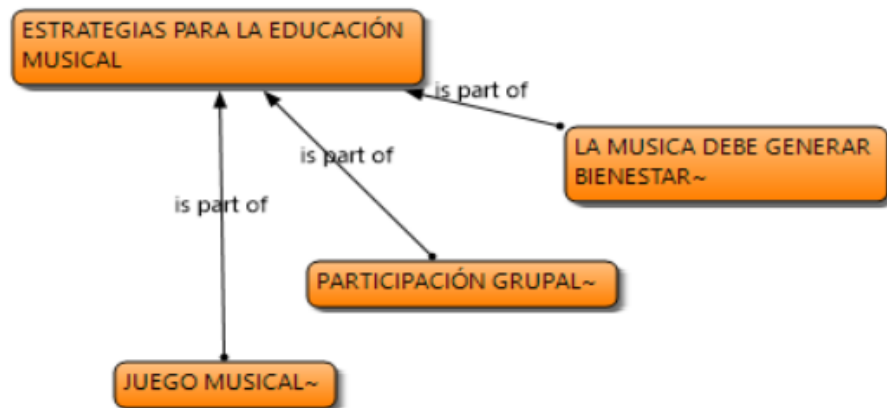 ESTRATEGIAS PARA LA EDUCACIÓN
MUSICAL
is part of
LA MUSICA DEBE GENERAR
BIENESTAR~
is part of
is part of
PARTICIPACIÓN GRUPAL~
JUEGO MUSICAL~